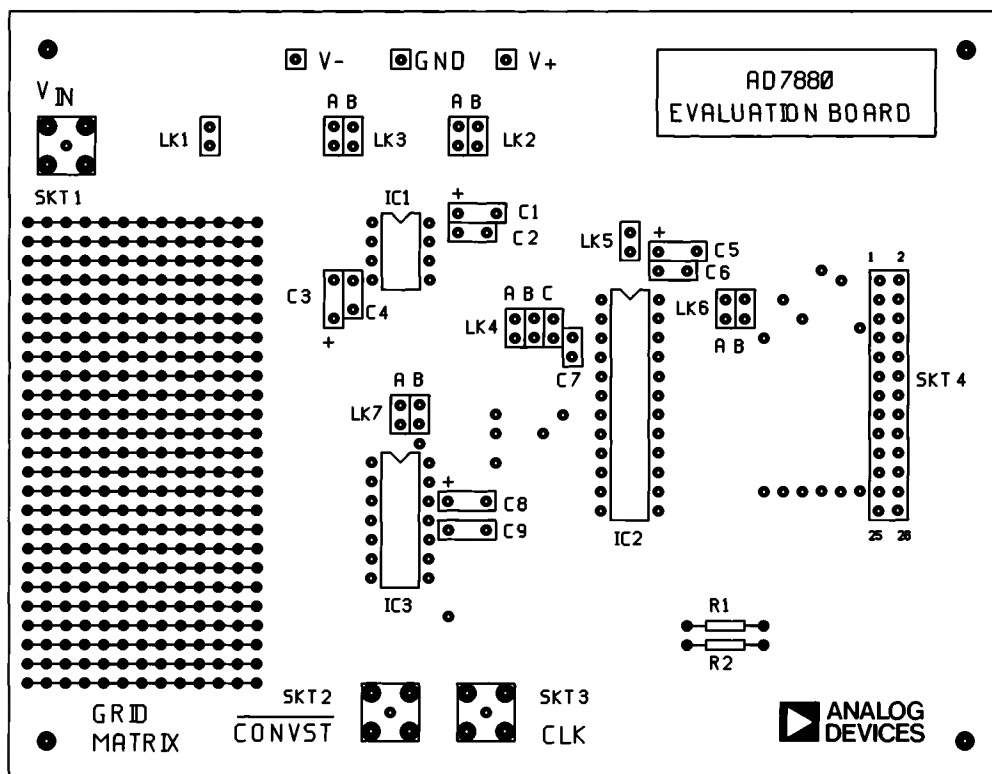 V- GND V+
AD7880
EVALUATION BOARD
VIN
A B
A B
LK1
LK3
LK2
SKT1
IC1
+
C1
C2
LK5
+
C5
C6
1 2
C3
C4
+
A B C
LK4
LK6
A B
C7
SKT4
A B
LK7
+
C8
C9
IC2
25 26
IC3
R1
R2
SKT2
CONVST
SKT3
CLK
GRID
MATRIX
ANALOG
DEVICES